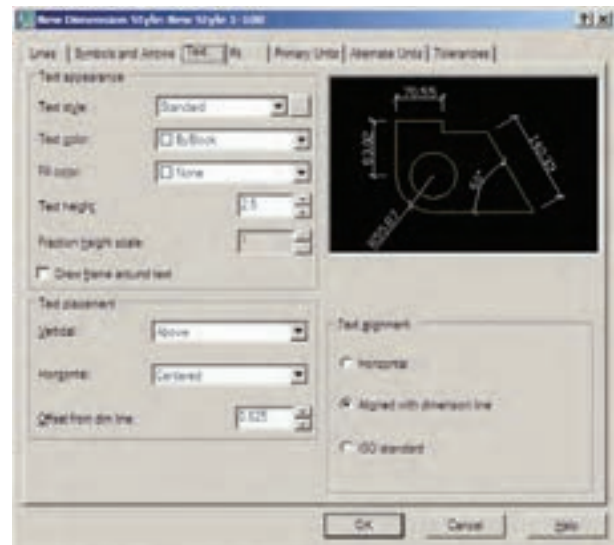 New Dimension Style: New Style 1-100
Lines Symbols and Arrows Text Fit Primary Units Alternate Units Tolerances
Text appearance
Text style: Standard
Text color: ByBlock
Fill color: None
Text height: 2.5
Fraction height scale: 1
Draw frame around text
Text placement
Vertical: Above
Horizontal: Centered
Offset from dim line: 0.625
Text alignment
Horizontal
Aligned with dimension line
ISO standard
OK Cancel Help